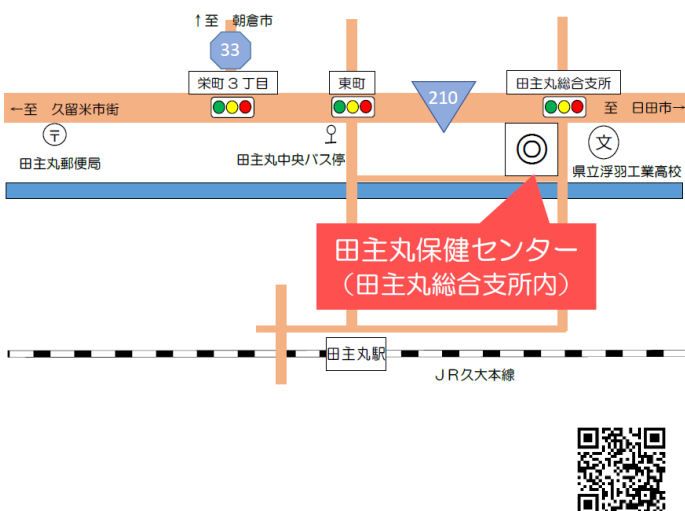 ↑至 朝倉市
33
栄町3丁目
東町
210
田主丸総合支所
←至 久留米市街
至 日田市→
〒
田主丸郵便局
田主丸中央バス停
◎
文
県立浮羽工業高校
田主丸保健センター
（田主丸総合支所内）
田主丸駅
ＪＲ久大本線